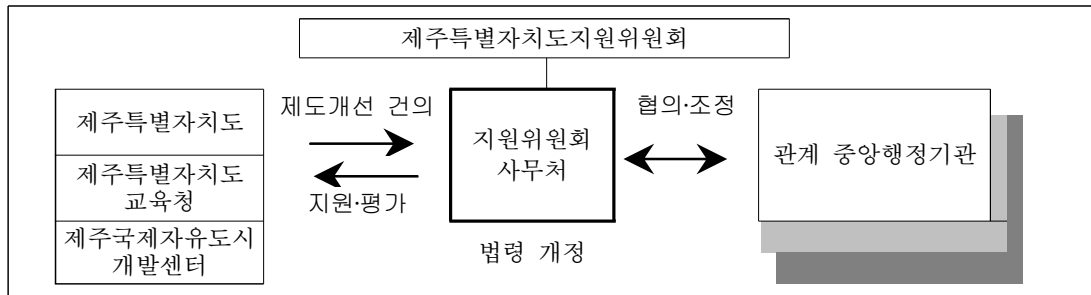 제주특별자치도지원위원회
제주특별자치도
제주특별자치도
교육청
제주국제자유도시
개발센터
제도개선 건의
지원·평가
지원위원회
사무처
법령 개정
협의·조정
관계 중앙행정기관